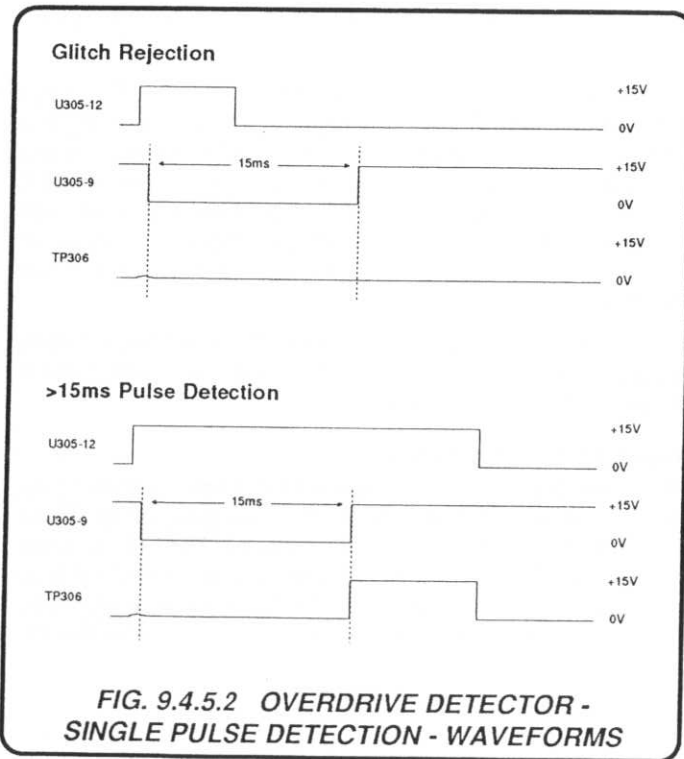 Glitch Rejection
U305-12
+15V
0V
U305-9
15ms
+15V
0V
TP306
+15V
0V
>15ms Pulse Detection
U305-12
+15V
0V
U305-9
15ms
+15V
0V
TP306
+15V
0V
FIG. 9.4.5.2 OVERDRIVE DETECTOR -
SINGLE PULSE DETECTION - WAVEFORMS